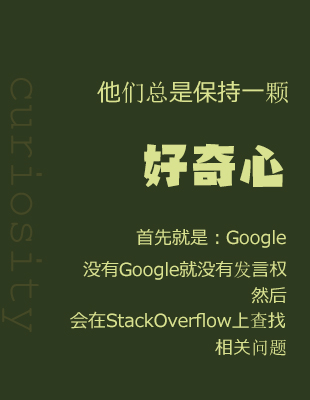 curiosity
他们总是保持一颗
好奇心
首先就是：Google
没有Google就没有发言权
然后
会在StackOverflow上查找
相关问题